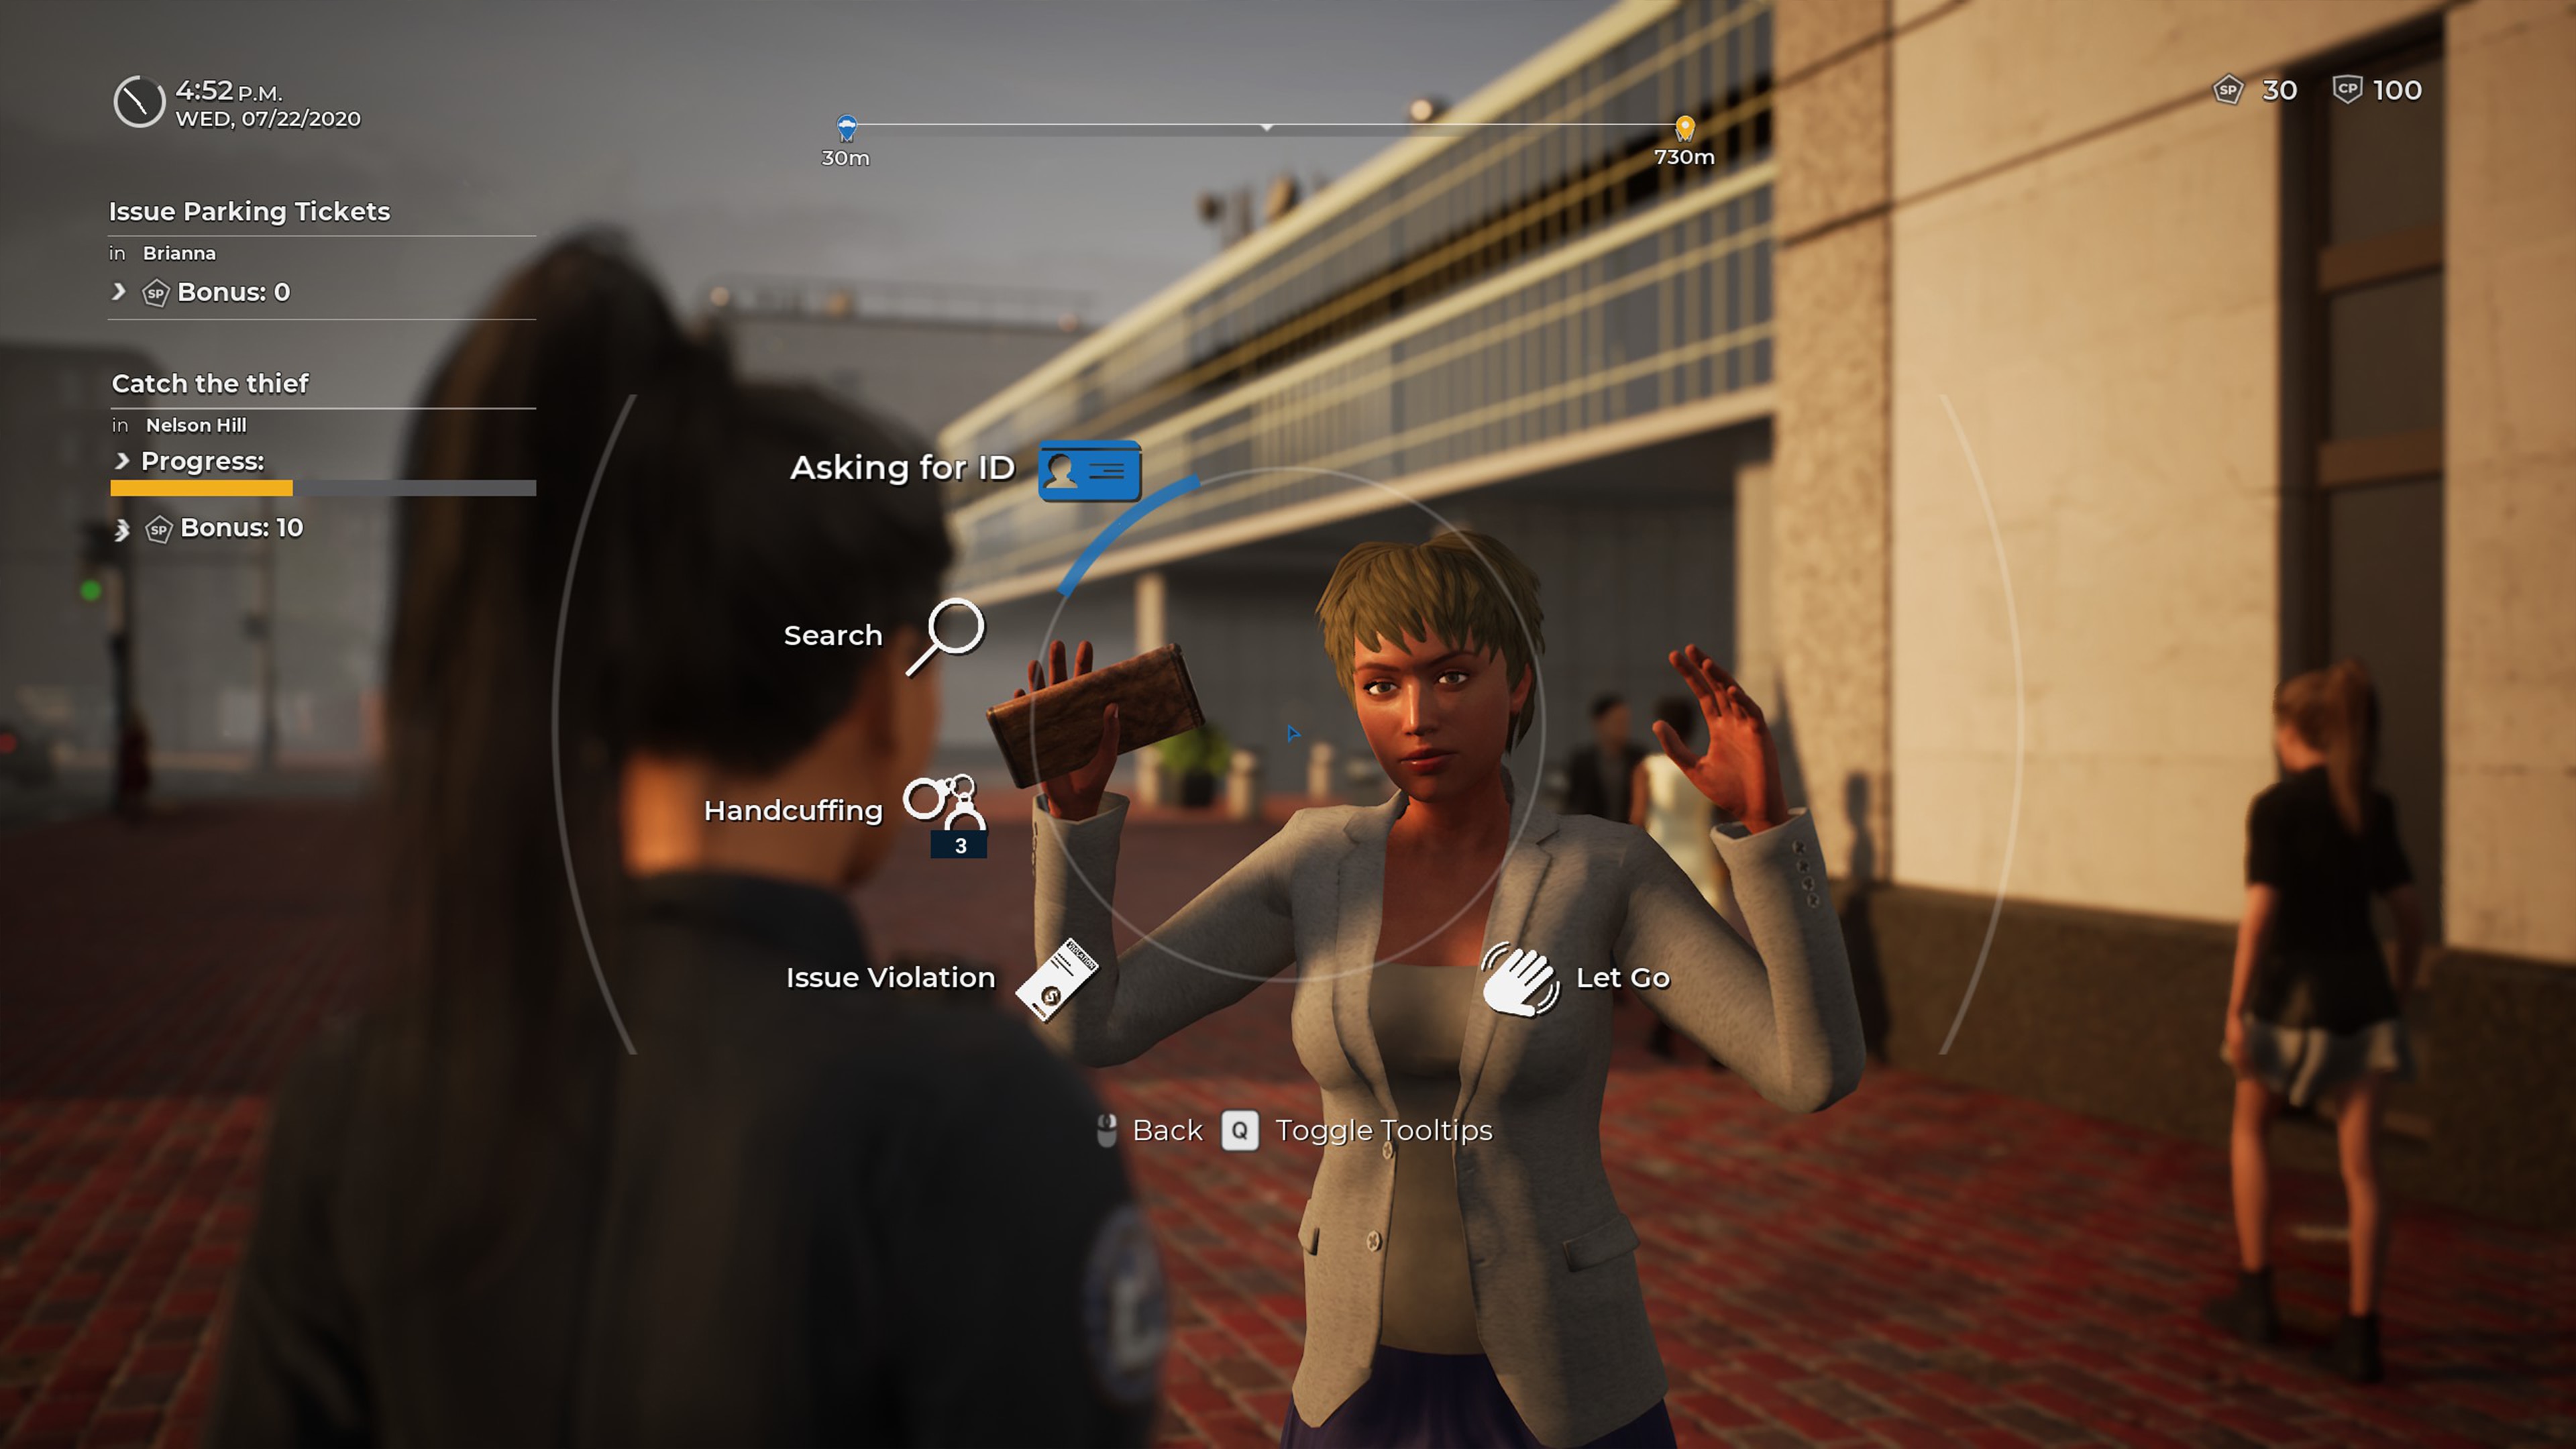 4:52 P.M.
WED, 07/22/2020
30m
730m
SP 30 CP 100
Issue Parking Tickets
in Brianna
SP Bonus: 0
Catch the thief
in Nelson Hill
Progress:
SP Bonus: 10
Asking for ID
Search
Handcuffing
3
Issue Violation
VIOLATION
Let Go
Back Q Toggle Tooltips